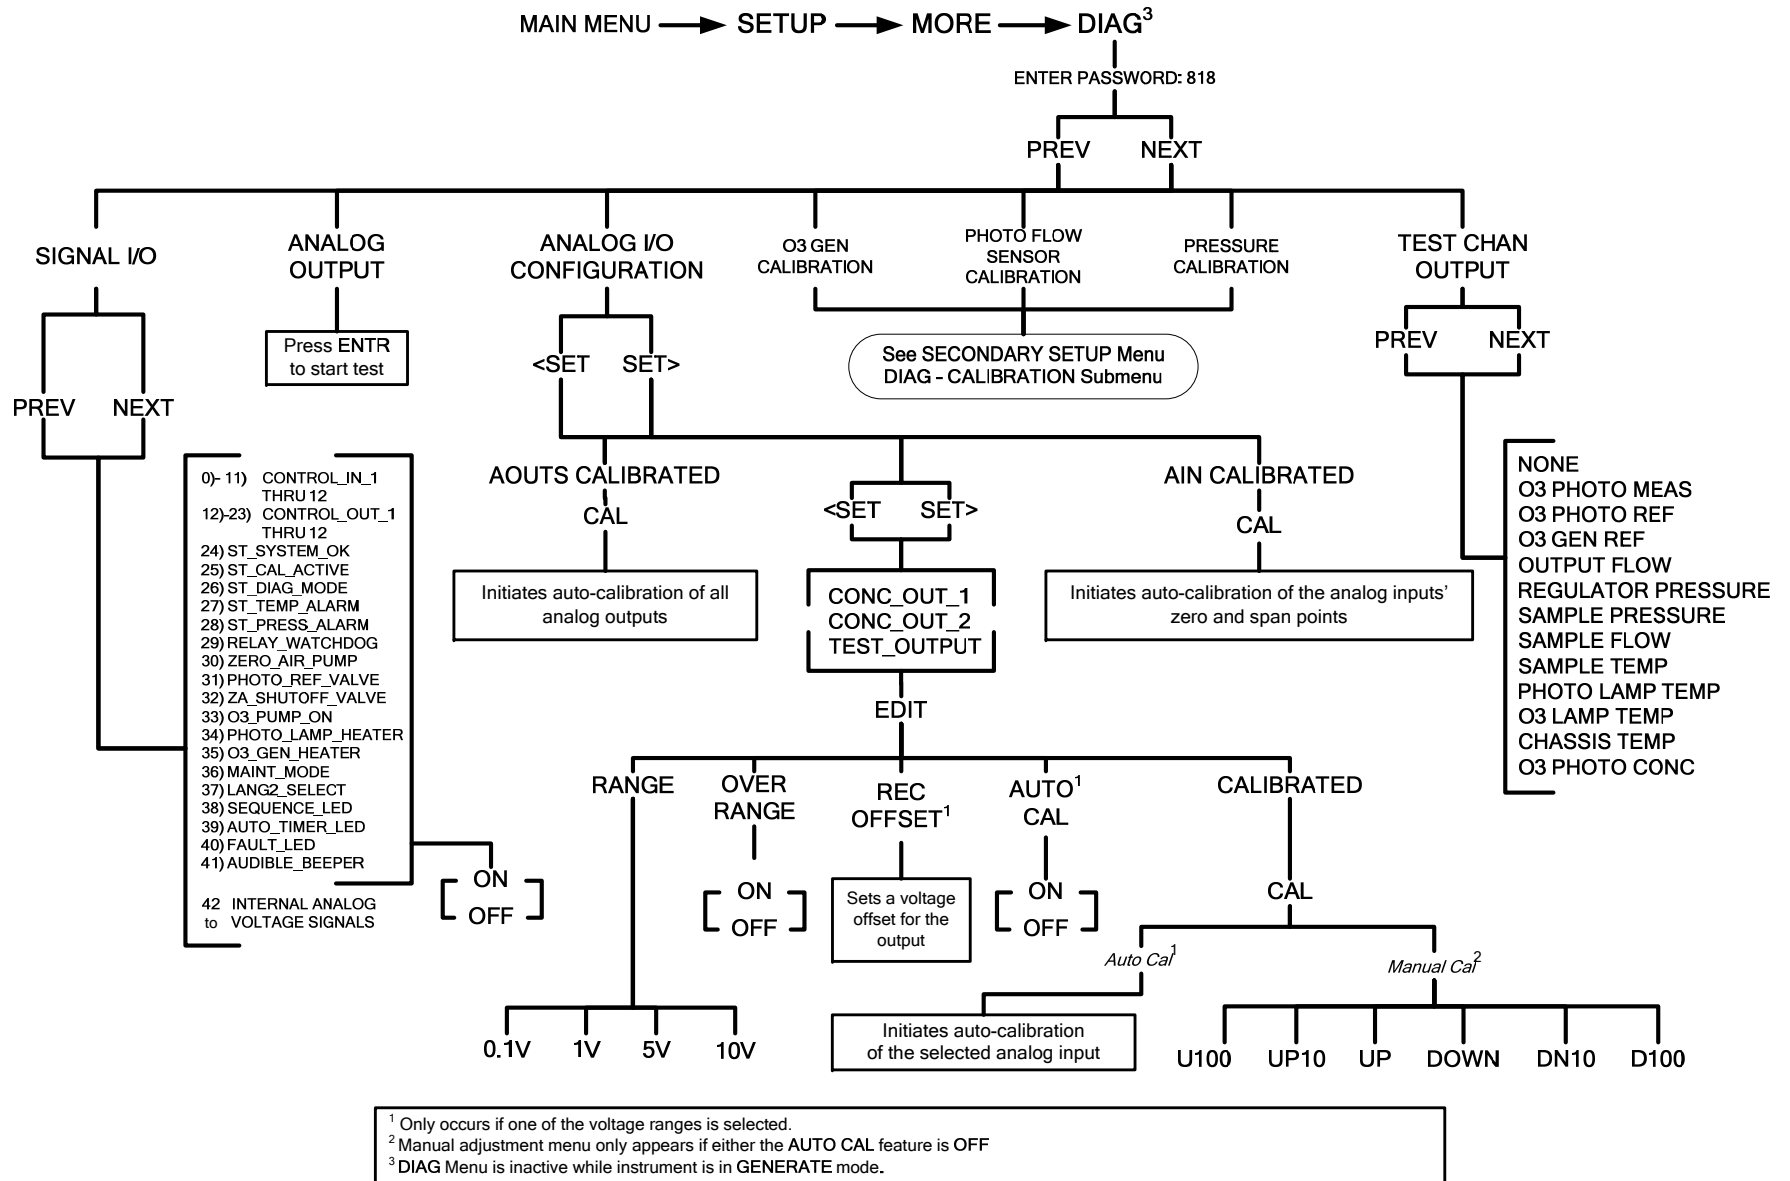 MAIN MENU SETUP MORE DIAG3
ENTER PASSWORD: 818
PREV NEXT
SIGNAL I/O
PREV NEXT
0)- 11) CONTROL_IN_1
THRU 12
12)-23) CONTROL_OUT_1
THRU 12
24) ST_SYSTEM_OK
25) ST_CAL_ACTIVE
26) ST_DIAG_MODE
27) ST_TEMP_ALARM
28) ST_PRESS_ALARM
29) RELAY_WATCHDOG
30) ZERO_AIR_PUMP
31) PHOTO_REF_VALVE
32) ZA_SHUTOFF_VALVE
33) O3_PUMP_ON
34) PHOTO_LAMP_HEATER
35) O3_GEN_HEATER
36) MAINT_MODE
37) LANG2_SELECT
38) SEQUENCE_LED
39) AUTO_TIMER_LED
40) FAULT_LED
41) AUDIBLE_BEEPER
42 INTERNAL ANALOG
to VOLTAGE SIGNALS
ON
OFF
ANALOG
OUTPUT
Press ENTR
to start test
ANALOG I/O
CONFIGURATION
<SET SET>
AOUTS CALIBRATED
CAL
Initiates auto-calibration of all
analog outputs
<SET SET>
CONC_OUT_1
CONC_OUT_2
TEST_OUTPUT
EDIT
RANGE
0.1V 1V 5V 10V
OVER
RANGE
ON
OFF
REC
OFFSET1
Sets a voltage
offset for the
output
AUTO1
CAL
ON
OFF
CALIBRATED
CAL
Auto Cal1
Initiates auto-calibration
of the selected analog input
Manual Cal2
U100 UP10 UP DOWN DN10 D100
AIN CALIBRATED
CAL
Initiates auto-calibration of the analog inputs’
zero and span points
O3 GEN
CALIBRATION
PHOTO FLOW
SENSOR
CALIBRATION
PRESSURE
CALIBRATION
See SECONDARY SETUP Menu
DIAG - CALIBRATION Submenu
TEST CHAN
OUTPUT
PREV NEXT
NONE
O3 PHOTO MEAS
O3 PHOTO REF
O3 GEN REF
OUTPUT FLOW
REGULATOR PRESSURE
SAMPLE PRESSURE
SAMPLE FLOW
SAMPLE TEMP
PHOTO LAMP TEMP
O3 LAMP TEMP
CHASSIS TEMP
O3 PHOTO CONC
1 Only occurs if one of the voltage ranges is selected.
2 Manual adjustment menu only appears if either the AUTO CAL feature is OFF
3 DIAG Menu is inactive while instrument is in GENERATE mode.